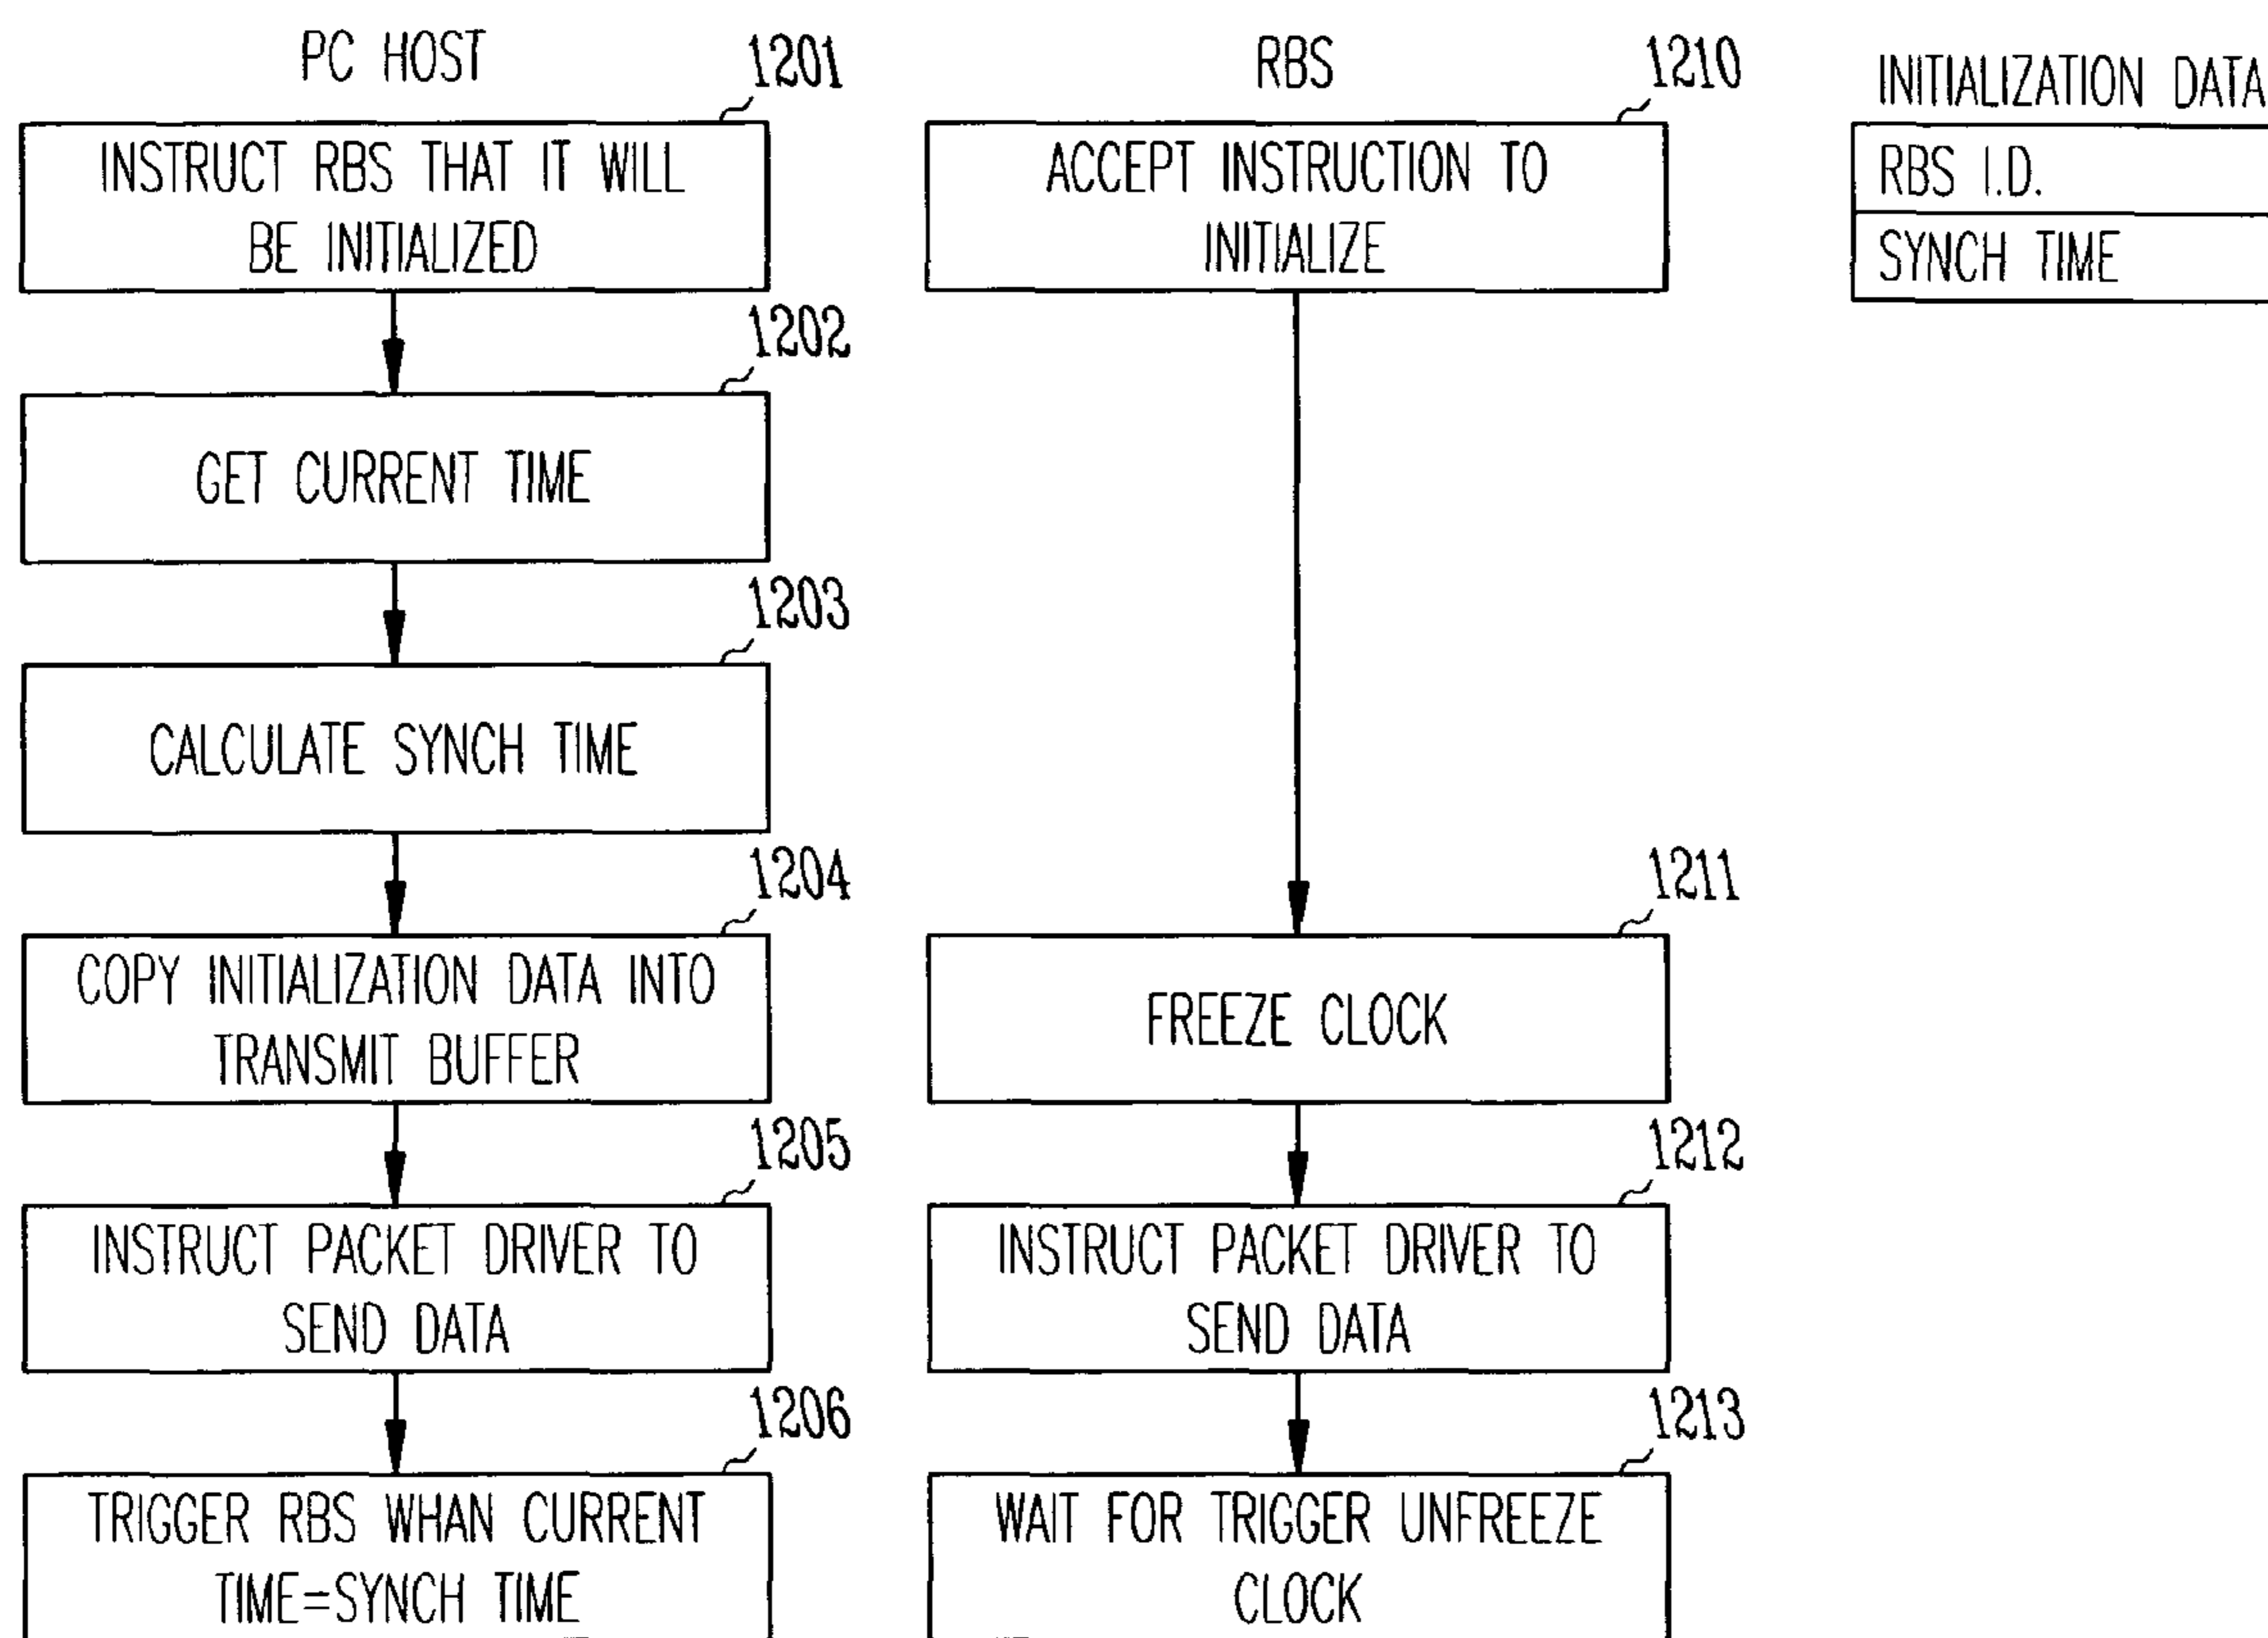 PC HOST
1201
INSTRUCT RBS THAT IT WILL
BE INITIALIZED
1202
GET CURRENT TIME
1203
CALCULATE SYNCH TIME
1204
COPY INITIALIZATION DATA INTO
TRANSMIT BUFFER
1205
INSTRUCT PACKET DRIVER TO
SEND DATA
1206
TRIGGER RBS WHAN CURRENT
TIME=SYNCH TIME
RBS
1210
ACCEPT INSTRUCTION TO
INITIALIZE
1211
FREEZE CLOCK
1212
INSTRUCT PACKET DRIVER TO
SEND DATA
1213
WAIT FOR TRIGGER UNFREEZE
CLOCK
INITIALIZATION DATA
RBS I.D.
SYNCH TIME